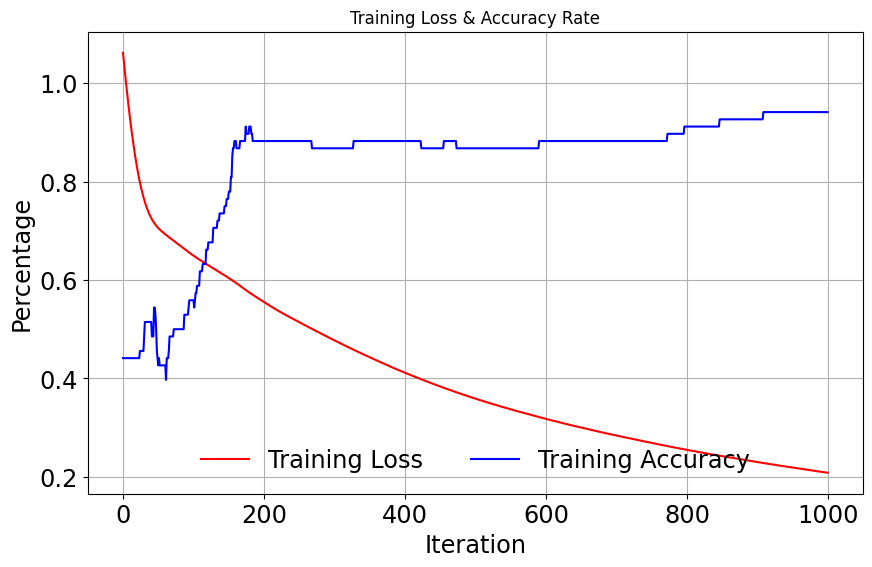 Training Loss & Accuracy Rate
1.0
0.8
0.6
0.4
0.2
Percentage
Training Loss Training Accuracy
0 200 400 600 800 1000
Iteration